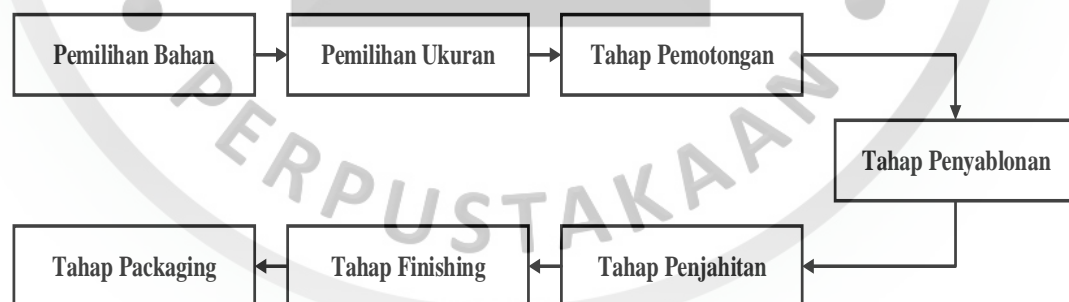 Pemilihan Bahan
Pemilihan Ukuran
Tahap Pemotongan
Tahap Penyablonan
Tahap Penjahitan
Tahap Finishing
Tahap Packaging
PERPUSTAKAAN